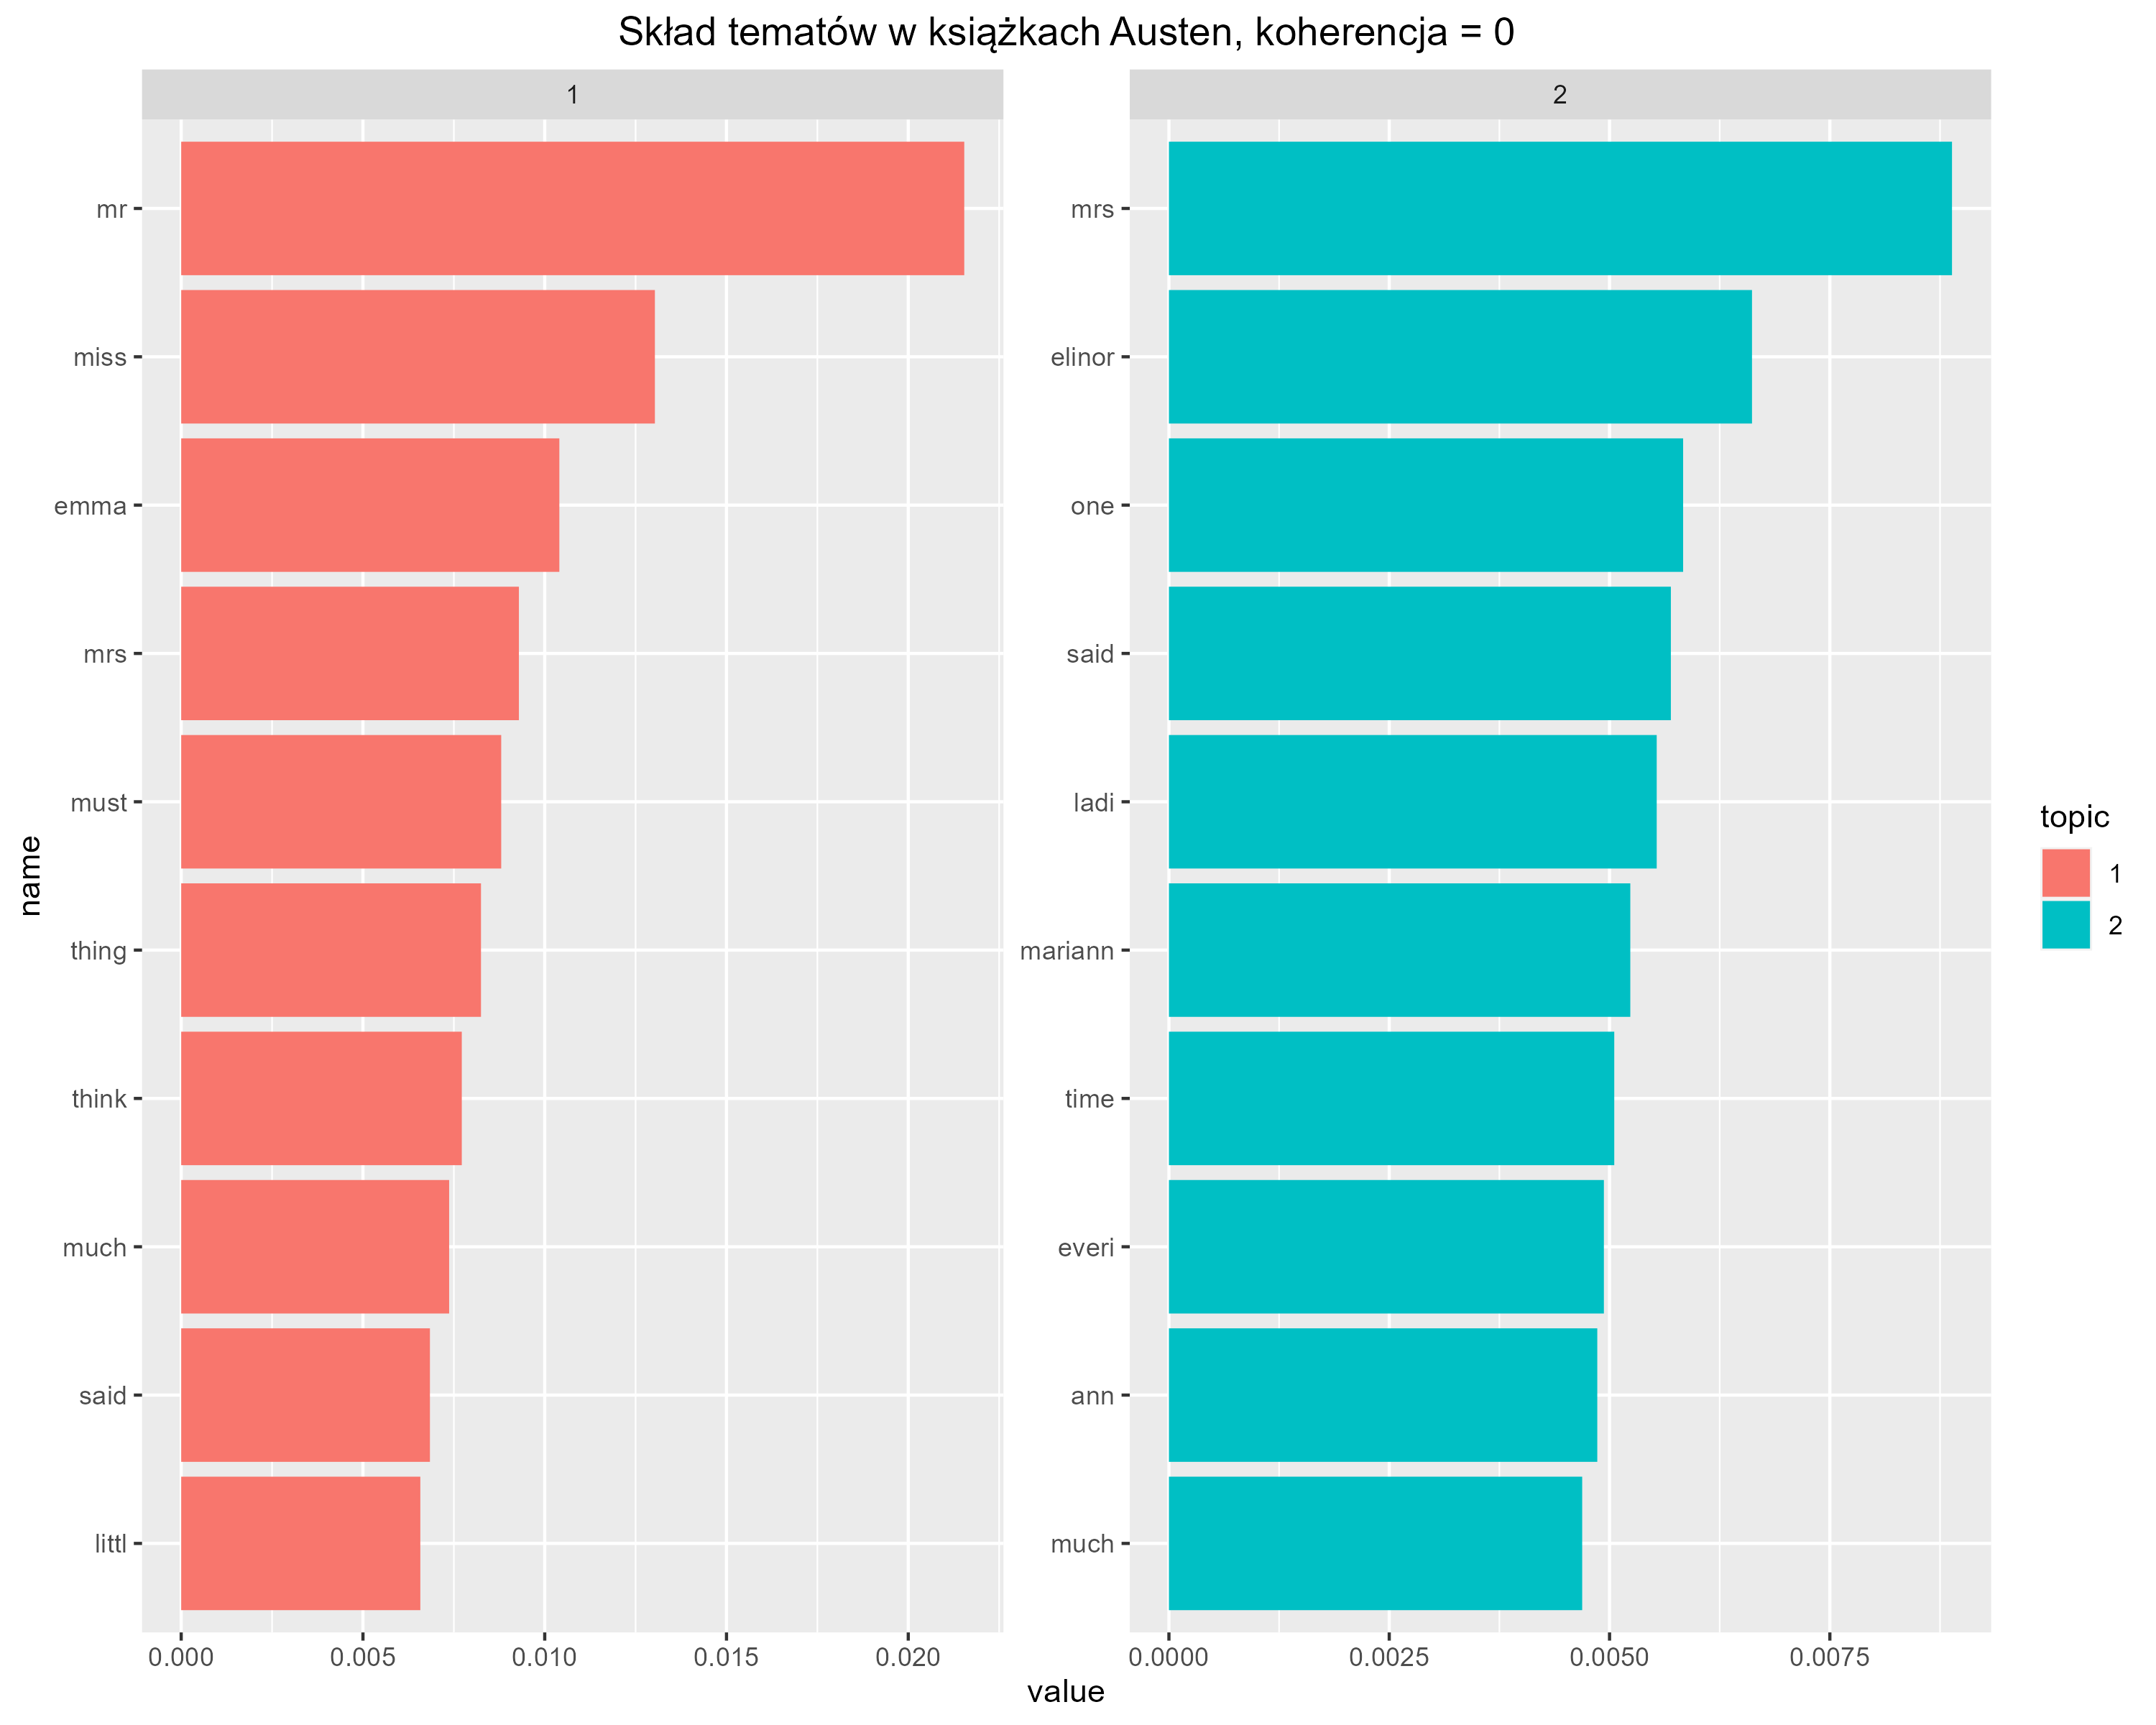 Skład tematów w książkach Austen, koherencja = 0
1
2
mr
miss
emma
mrs
must
thing
think
much
said
littl
mrs
elinor
one
said
ladi
mariann
time
everi
ann
much
0.000 0.005 0.010 0.015 0.020
0.0000 0.0025 0.0050 0.0075
name
value
topic
1
2